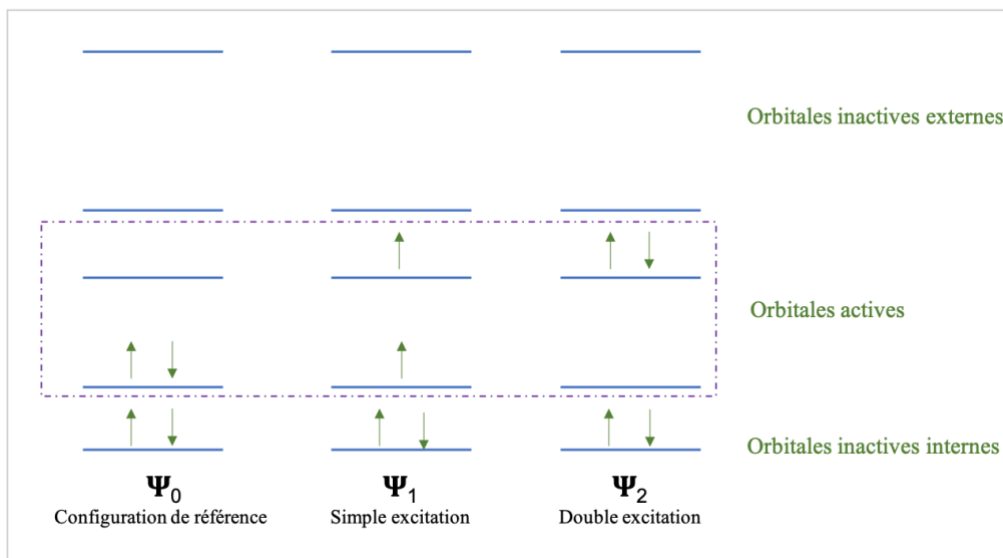 Orbitales inactives externes
Orbitales actives
Orbitales inactives internes
Ψ0 Ψ1 Ψ2
Configuration de référence Simple excitation Double excitation